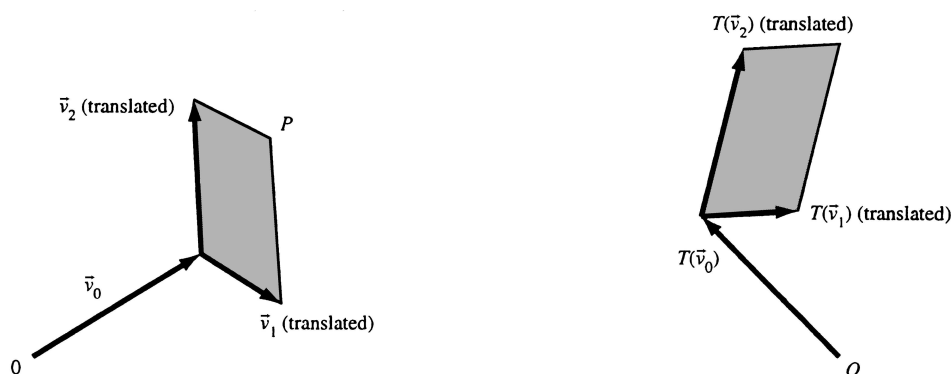 T(v⃗₂) (translated)
v⃗₂ (translated)
P
T(v⃗₁) (translated)
T(v⃗₀)
v⃗₀
v⃗₁ (translated)
0
O